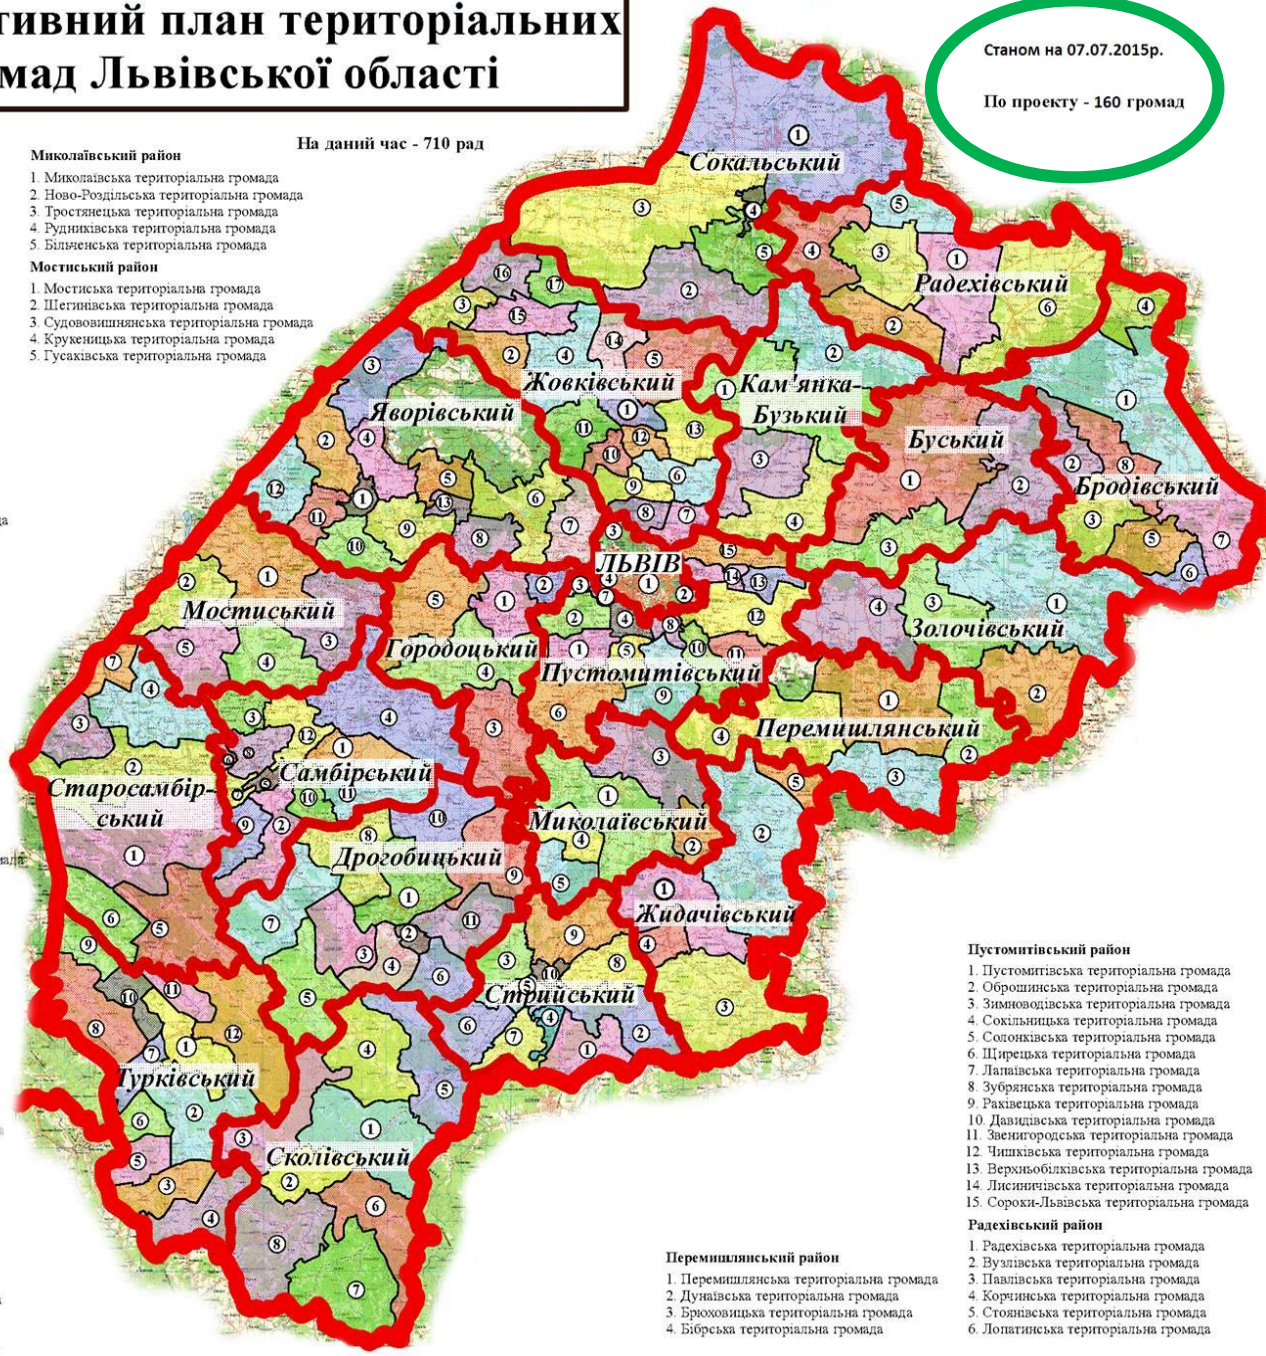 тивний план територіальних
мад Львівської області
Станом на 07.07.2015р.
По проекту - 160 громад
На даний час - 710 рад
Миколаївський район
1. Миколаївська територіальна громада
2. Ново-Роздільська територіальна громада
3. Тростянецька територіальна громада
4. Рудниківська територіальна громада
5. Більченська територіальна громада
Мостиський район
1. Мостиська територіальна громада
2. Шегинівська територіальна громада
3. Судововишнянська територіальна громада
4. Крукеницька територіальна громада
5. Гусаківська територіальна громада
Сокальський
Радехівський
Жовківський
Кам'янка-
Бузький
Яворівський
Буський
Бродівський
ЛЬВІВ
Мостиський
Городоцький
Золочівський
Пустомитівський
Перемишлянський
Старосамбір-
ський
Самбірський
Миколаївський
Дрогобицький
Жидачівський
Стрийський
Турківський
Сколівський
Пустомитівський район
1. Пустомитівська територіальна громада
2. Оброшинська територіальна громада
3. Зимноводівська територіальна громада
4. Сокільницька територіальна громада
5. Солонківська територіальна громада
6. Щирецька територіальна громада
7. Лапаївська територіальна громада
8. Зубрянська територіальна громада
9. Раківецька територіальна громада
10. Давидівська територіальна громада
11. Звенигородська територіальна громада
12. Чишківська територіальна громада
13. Верхньобілківська територіальна громада
14. Лисиничівська територіальна громада
15. Сороки-Львівська територіальна громада
Радехівський район
1. Радехівська територіальна громада
2. Вузлівська територіальна громада
3. Павлівська територіальна громада
4. Корчинська територіальна громада
5. Стоянівська територіальна громада
6. Лопатинська територіальна громада
Перемишлянський район
1. Перемишлянська територіальна громада
2. Дунаївська територіальна громада
3. Брюховицька територіальна громада
4. Бібрська територіальна громада